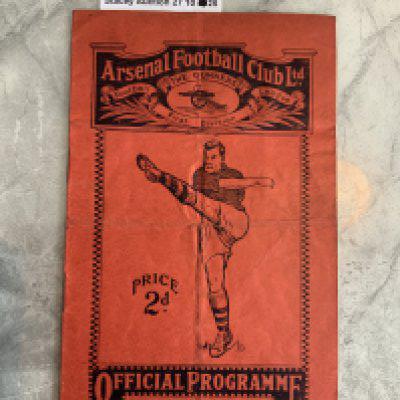 Arsenal Football Club Ltd.
THE GUNNERS
PRICE
2d.
OFFICIAL PROGRAMME